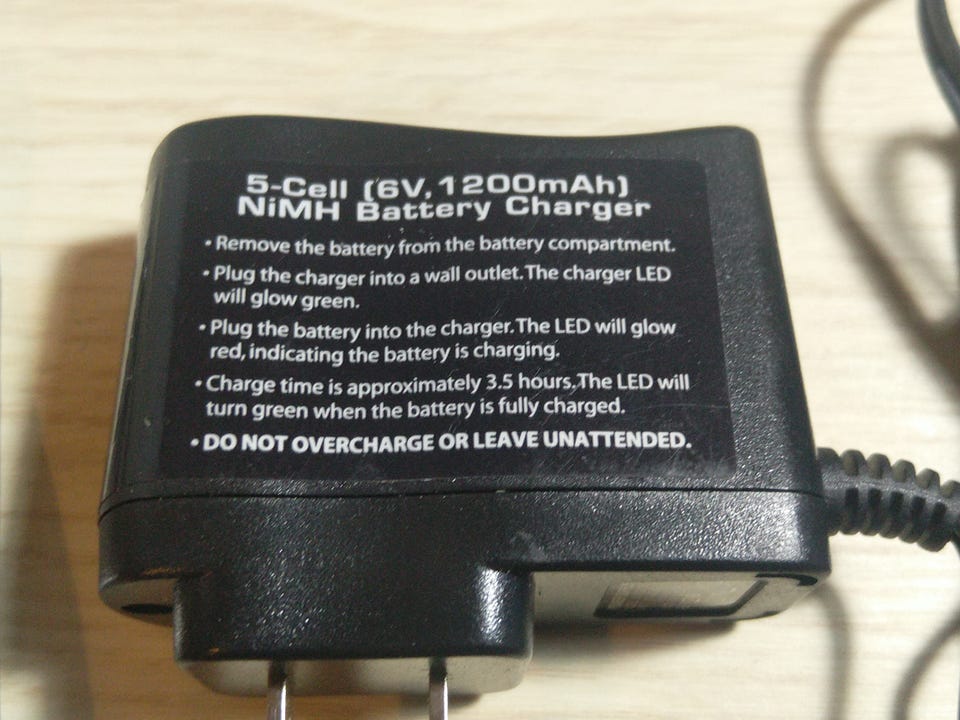 5-Cell (6V, 1200mAh)
NiMH Battery Charger
• Remove the battery from the battery compartment.
• Plug the charger into a wall outlet. The charger LED
will glow green.
• Plug the battery into the charger. The LED will glow
red, indicating the battery is charging.
• Charge time is approximately 3.5 hours. The LED will
turn green when the battery is fully charged.
• DO NOT OVERCHARGE OR LEAVE UNATTENDED.